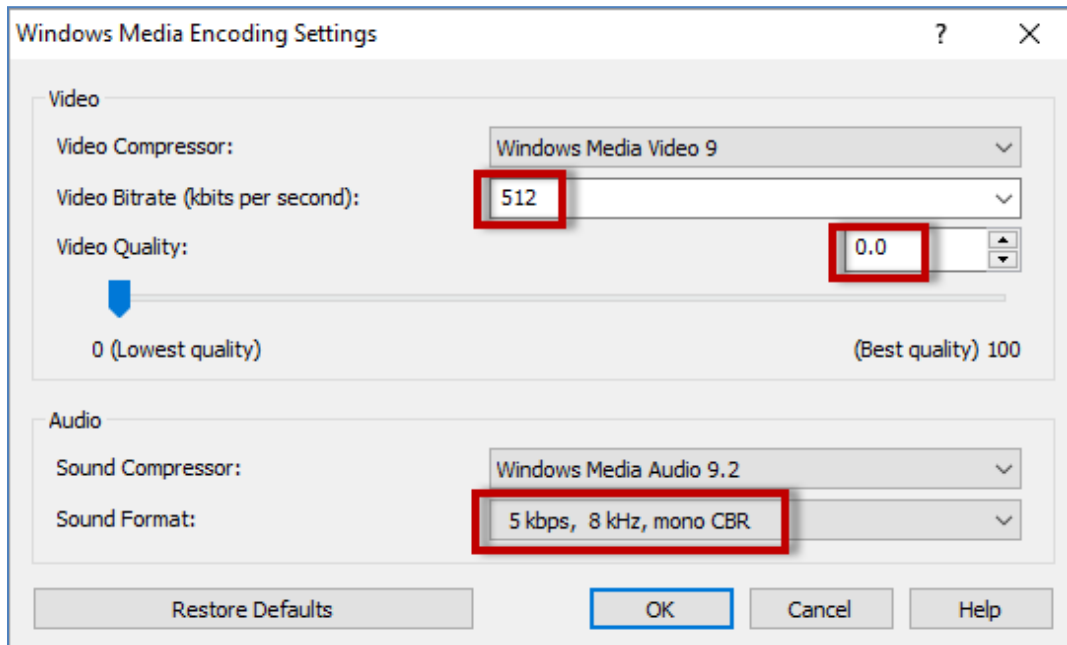 Windows Media Encoding Settings ?
Video
Video Compressor: Windows Media Video 9
Video Bitrate (kbits per second): 512
Video Quality: 0.0
0 (Lowest quality) (Best quality) 100
Audio
Sound Compressor: Windows Media Audio 9.2
Sound Format: 5 kbps, 8 kHz, mono CBR
Restore Defaults OK Cancel Help